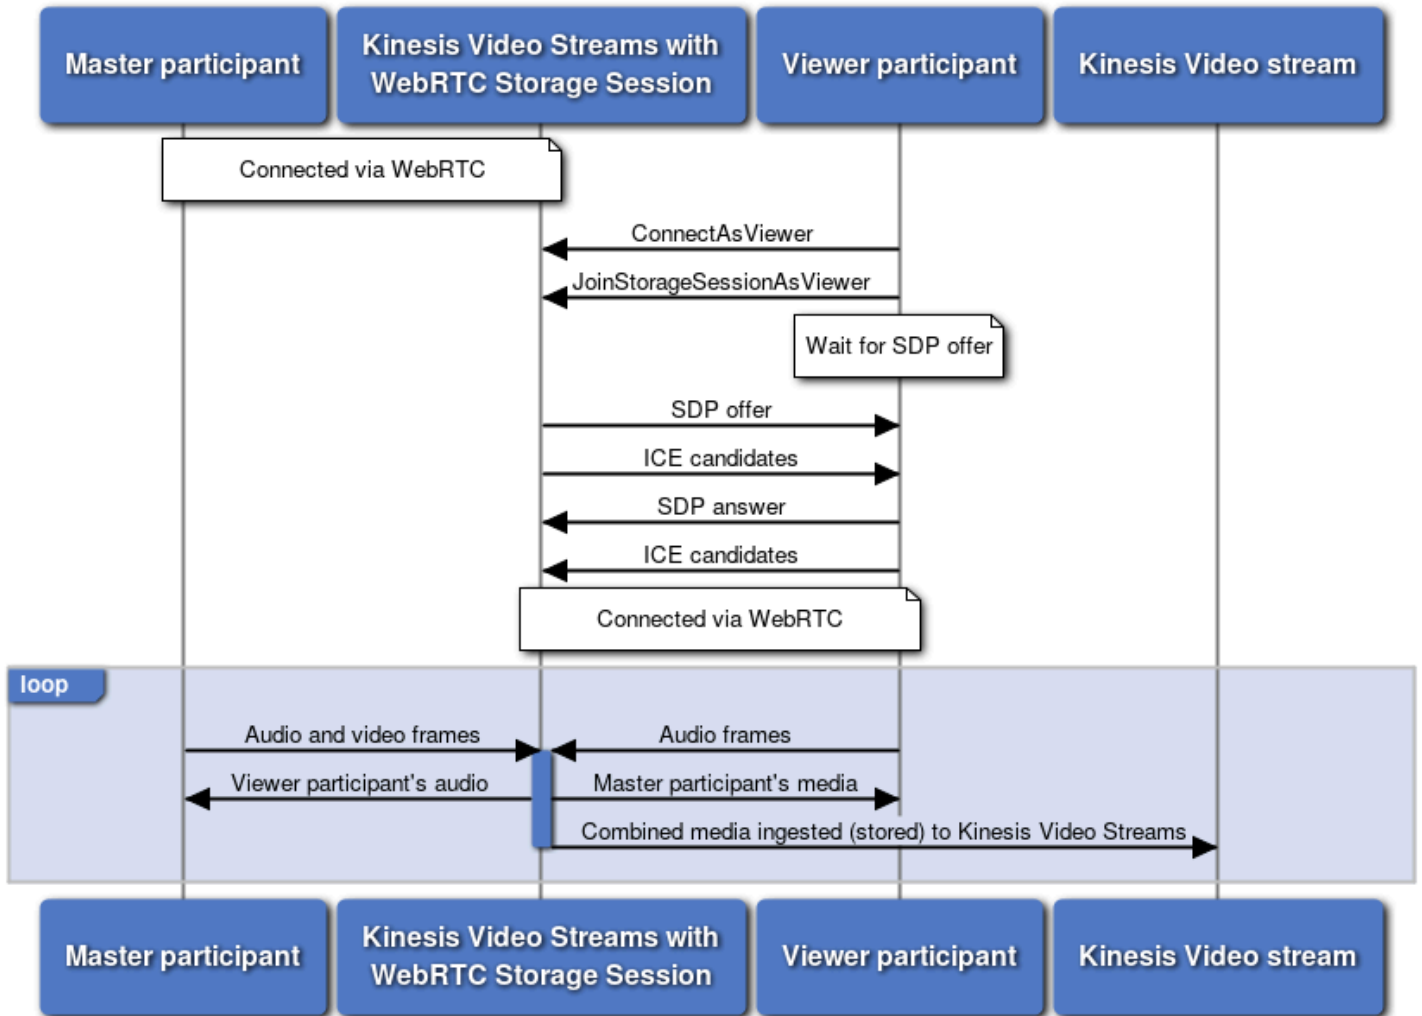 Master participant
Kinesis Video Streams with
WebRTC Storage Session
Viewer participant
Kinesis Video stream
Connected via WebRTC
ConnectAsViewer
JoinStorageSessionAsViewer
Wait for SDP offer
SDP offer
ICE candidates
SDP answer
ICE candidates
Connected via WebRTC
loop
Audio and video frames
Audio frames
Viewer participant's audio
Master participant's media
Combined media ingested (stored) to Kinesis Video Streams
Master participant
Kinesis Video Streams with
WebRTC Storage Session
Viewer participant
Kinesis Video stream